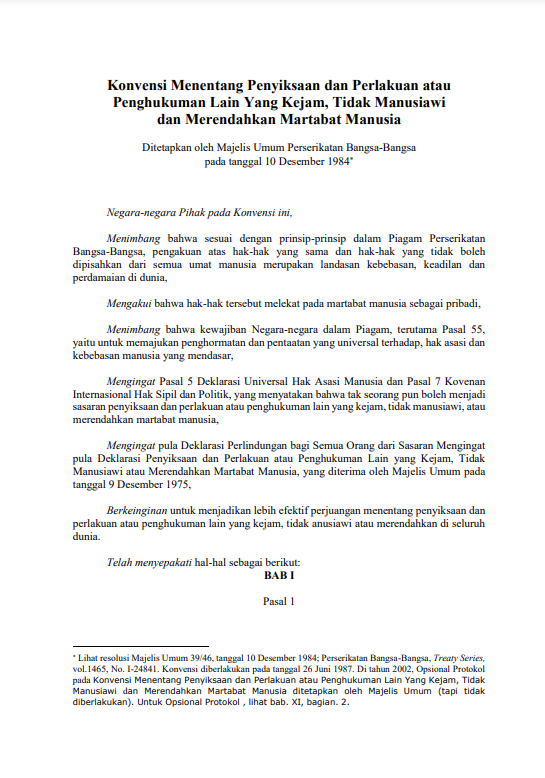 Konvensi Menentang Penyiksaan dan Perlakuan atau
Penghukuman Lain Yang Kejam, Tidak Manusiawi
dan Merendahkan Martabat Manusia
Ditetapkan oleh Majelis Umum Perserikatan Bangsa-Bangsa
pada tanggal 10 Desember 1984*
Negara-negara Pihak pada Konvensi ini,
Menimbang bahwa sesuai dengan prinsip-prinsip dalam Piagam Perserikatan
Bangsa-Bangsa, pengakuan atas hak-hak yang sama dan hak-hak yang tidak boleh
dipisahkan dari semua umat manusia merupakan landasan kebebasan, keadilan dan
perdamaian di dunia,
Mengakui bahwa hak-hak tersebut melekat pada martabat manusia sebagai pribadi,
Menimbang bahwa kewajiban Negara-negara dalam Piagam, terutama Pasal 55,
yaitu untuk memajukan penghormatan dan pentaatan yang universal terhadap, hak asasi dan
kebebasan manusia yang mendasar,
Mengingat Pasal 5 Deklarasi Universal Hak Asasi Manusia dan Pasal 7 Kovenan
Internasional Hak Sipil dan Politik, yang menyatakan bahwa tak seorang pun boleh menjadi
sasaran penyiksaan dan perlakuan atau penghukuman lain yang kejam, tidak manusiawi, atau
merendahkan martabat manusia,
Mengingat pula Deklarasi Perlindungan bagi Semua Orang dari Sasaran Mengingat
pula Deklarasi Penyiksaan dan Perlakuan atau Penghukuman Lain yang Kejam, Tidak
Manusiawi atau Merendahkan Martabat Manusia, yang diterima oleh Majelis Umum pada
tanggal 9 Desember 1975,
Berkeinginan untuk menjadikan lebih efektif perjuangan menentang penyiksaan dan
perlakuan atau penghukuman lain yang kejam, tidak anusiawi atau merendahkan di seluruh
dunia.
Telah menyepakati hal-hal sebagai berikut:
BAB I
Pasal 1
* Lihat resolusi Majelis Umum 39/46, tanggal 10 Desember 1984; Perserikatan Bangsa-Bangsa, Treaty Series,
vol.1465, No. I-24841. Konvensi diberlakukan pada tanggal 26 Juni 1987. Di tahun 2002, Opsional Protokol
pada Konvensi Menentang Penyiksaan dan Perlakuan atau Penghukuman Lain Yang Kejam, Tidak
Manusiawi dan Merendahkan Martabat Manusia ditetapkan oleh Majelis Umum (tapi tidak
diberlakukan). Untuk Opsional Protokol , lihat bab. XI, bagian. 2.